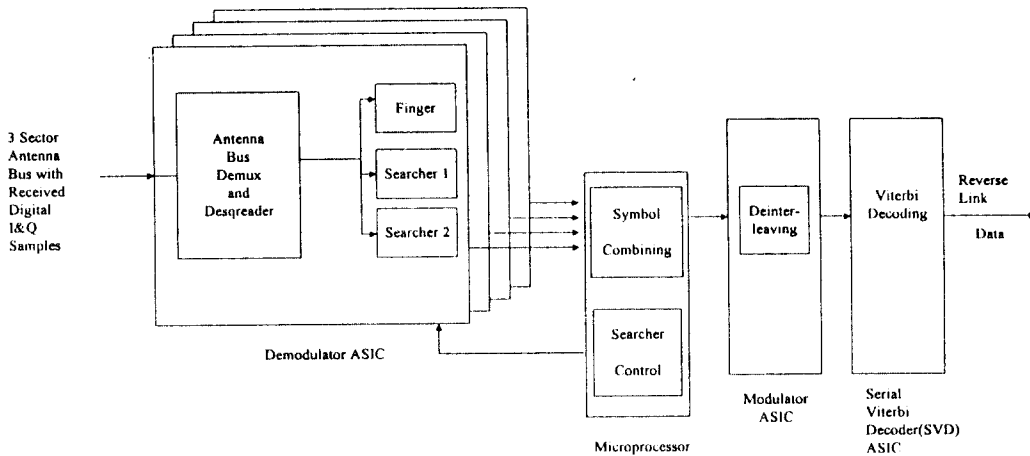 3 Sector
Antenna
Bus with
Received
Digital
I&Q
Samples
Antenna
Bus
Demux
and
Desqreader
Finger
Searcher 1
Searcher 2
Demodulator ASIC
Symbol
Combining
Searcher
Control
Microprocessor
Deinter-
leaving
Modulator
ASIC
Viterbi
Decoding
Serial
Viterbi
Decoder(SVD)
ASIC
Reverse
Link
Data